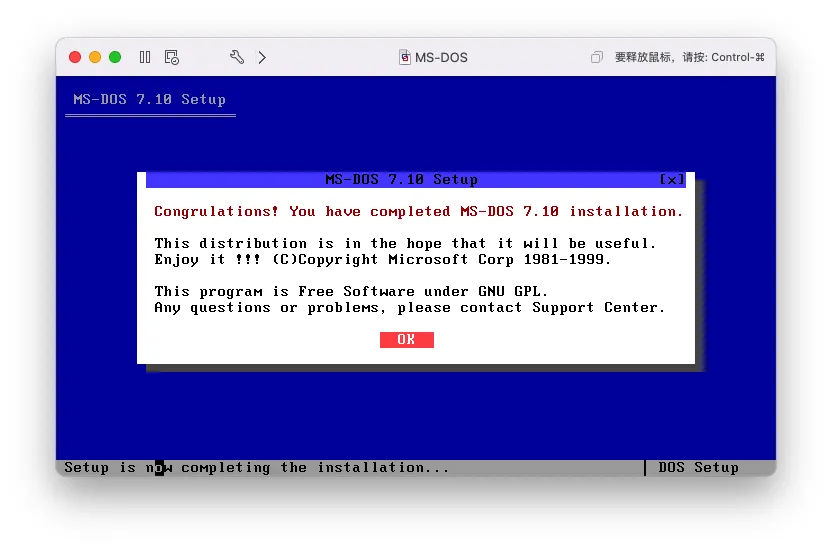 MS-DOS
要释放鼠标，请按: Control-⌘
MS-DOS 7.10 Setup
MS-DOS 7.10 Setup [x]
Congrulations! You have completed MS-DOS 7.10 installation.
This distribution is in the hope that it will be useful.
Enjoy it !!! (C)Copyright Microsoft Corp 1981-1999.
This program is Free Software under GNU GPL.
Any questions or problems, please contact Support Center.
OK
Setup is now completing the installation... | DOS Setup